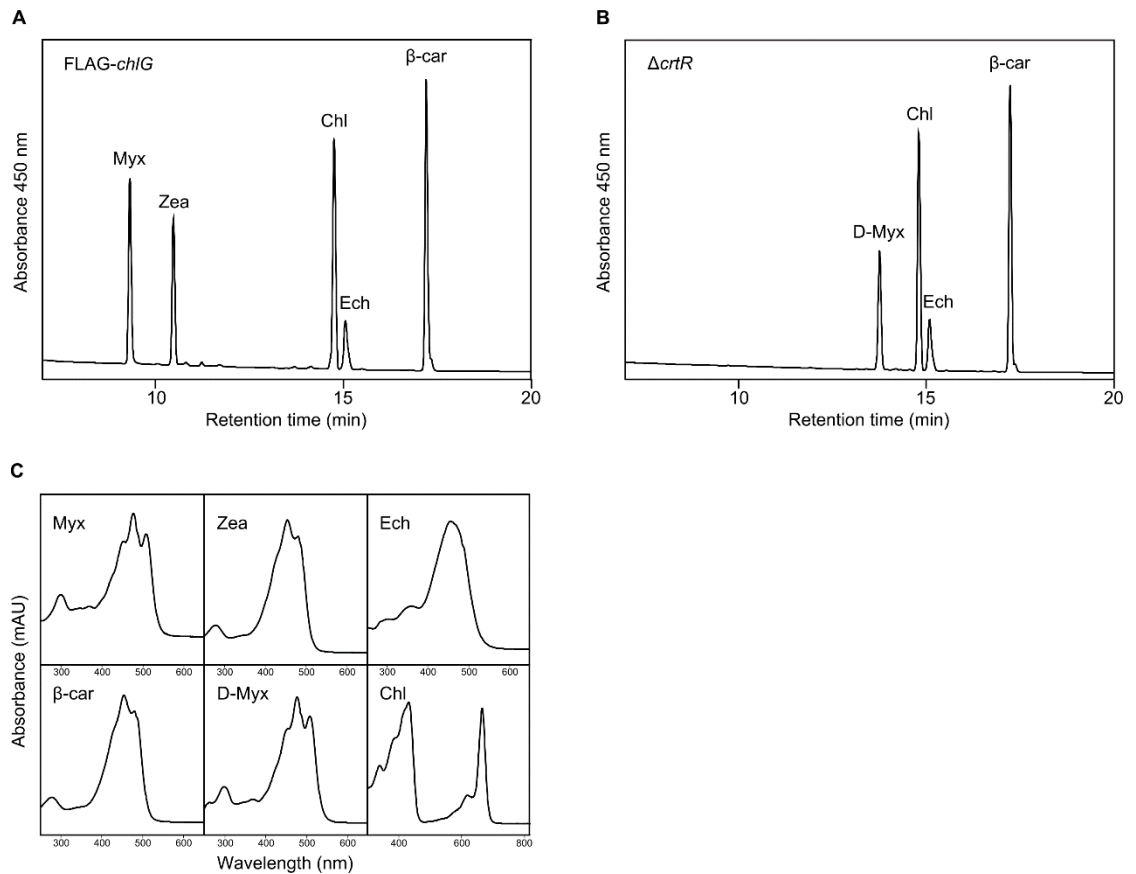 A
FLAG-chlG
Myx
Zea
Chl
Ech
β-car
Absorbance 450 nm
10
15
20
Retention time (min)
B
ΔcrtR
D-Myx
Chl
Ech
β-car
Absorbance 450 nm
10
15
20
Retention time (min)
C
Myx
Zea
Ech
300 400 500 600
300 400 500 600
300 400 500 600
β-car
D-Myx
Chl
300 400 500 600
300 400 500 600
400 600 800
Absorbance (mAU)
Wavelength (nm)